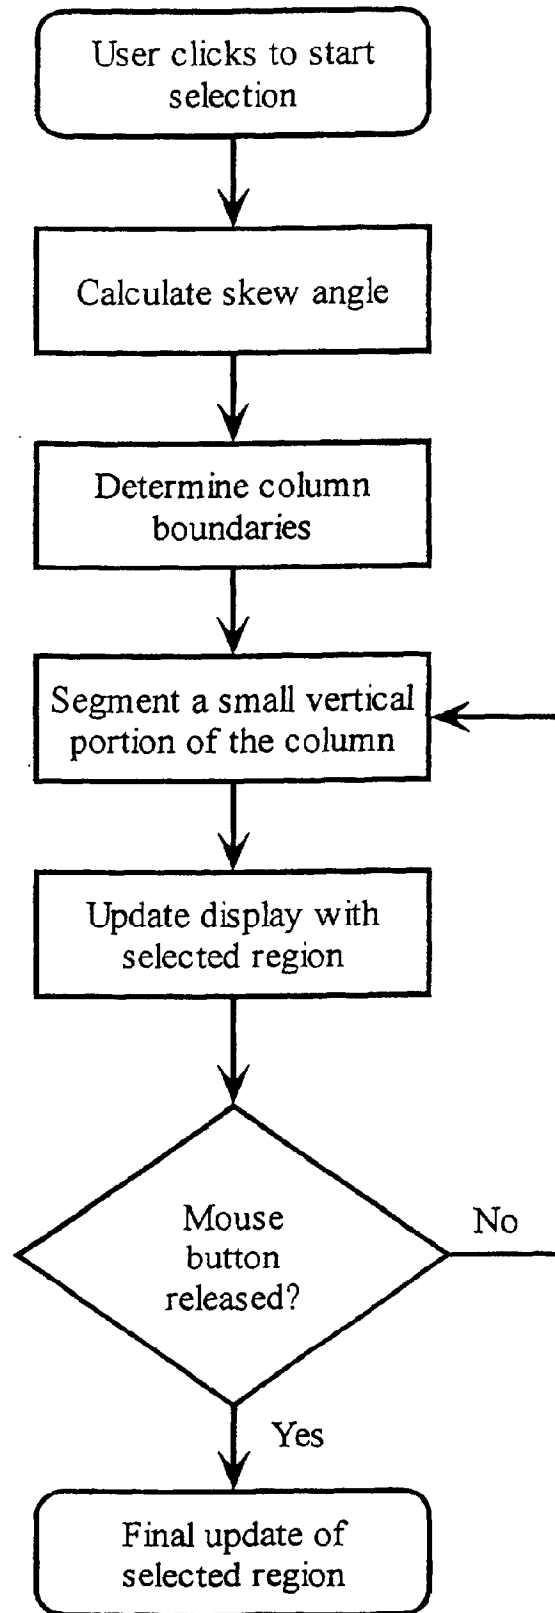 User clicks to start
selection
Calculate skew angle
Determine column
boundaries
Segment a small vertical
portion of the column
Update display with
selected region
Mouse
button
released?
No
Yes
Final update of
selected region